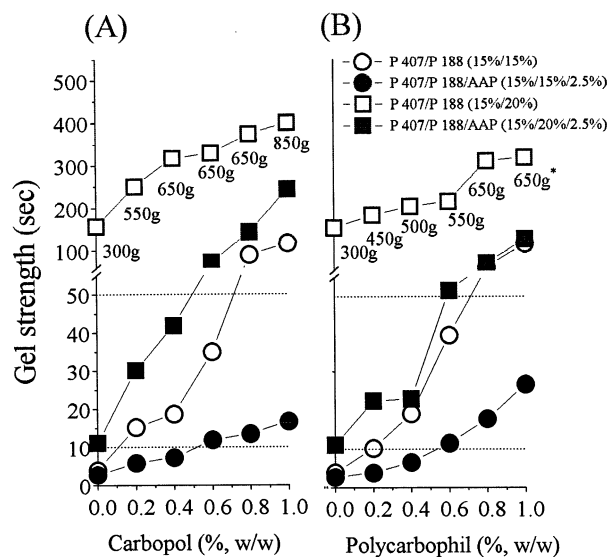 (A)
(B)
P 407/P 188 (15%/15%)
P 407/P 188/AAP (15%/15%/2.5%)
P 407/P 188 (15%/20%)
P 407/P 188/AAP (15%/20%/2.5%)
Gel strength (sec)
500
400
300
200
100
50
40
30
20
10
0
300g
550g
650g
650g
650g
850g
300g
450g
500g
550g
650g
650g*
0.0 0.2 0.4 0.6 0.8 1.0
0.0 0.2 0.4 0.6 0.8 1.0
Carbopol (%, w/w)
Polycarbophil (%, w/w)